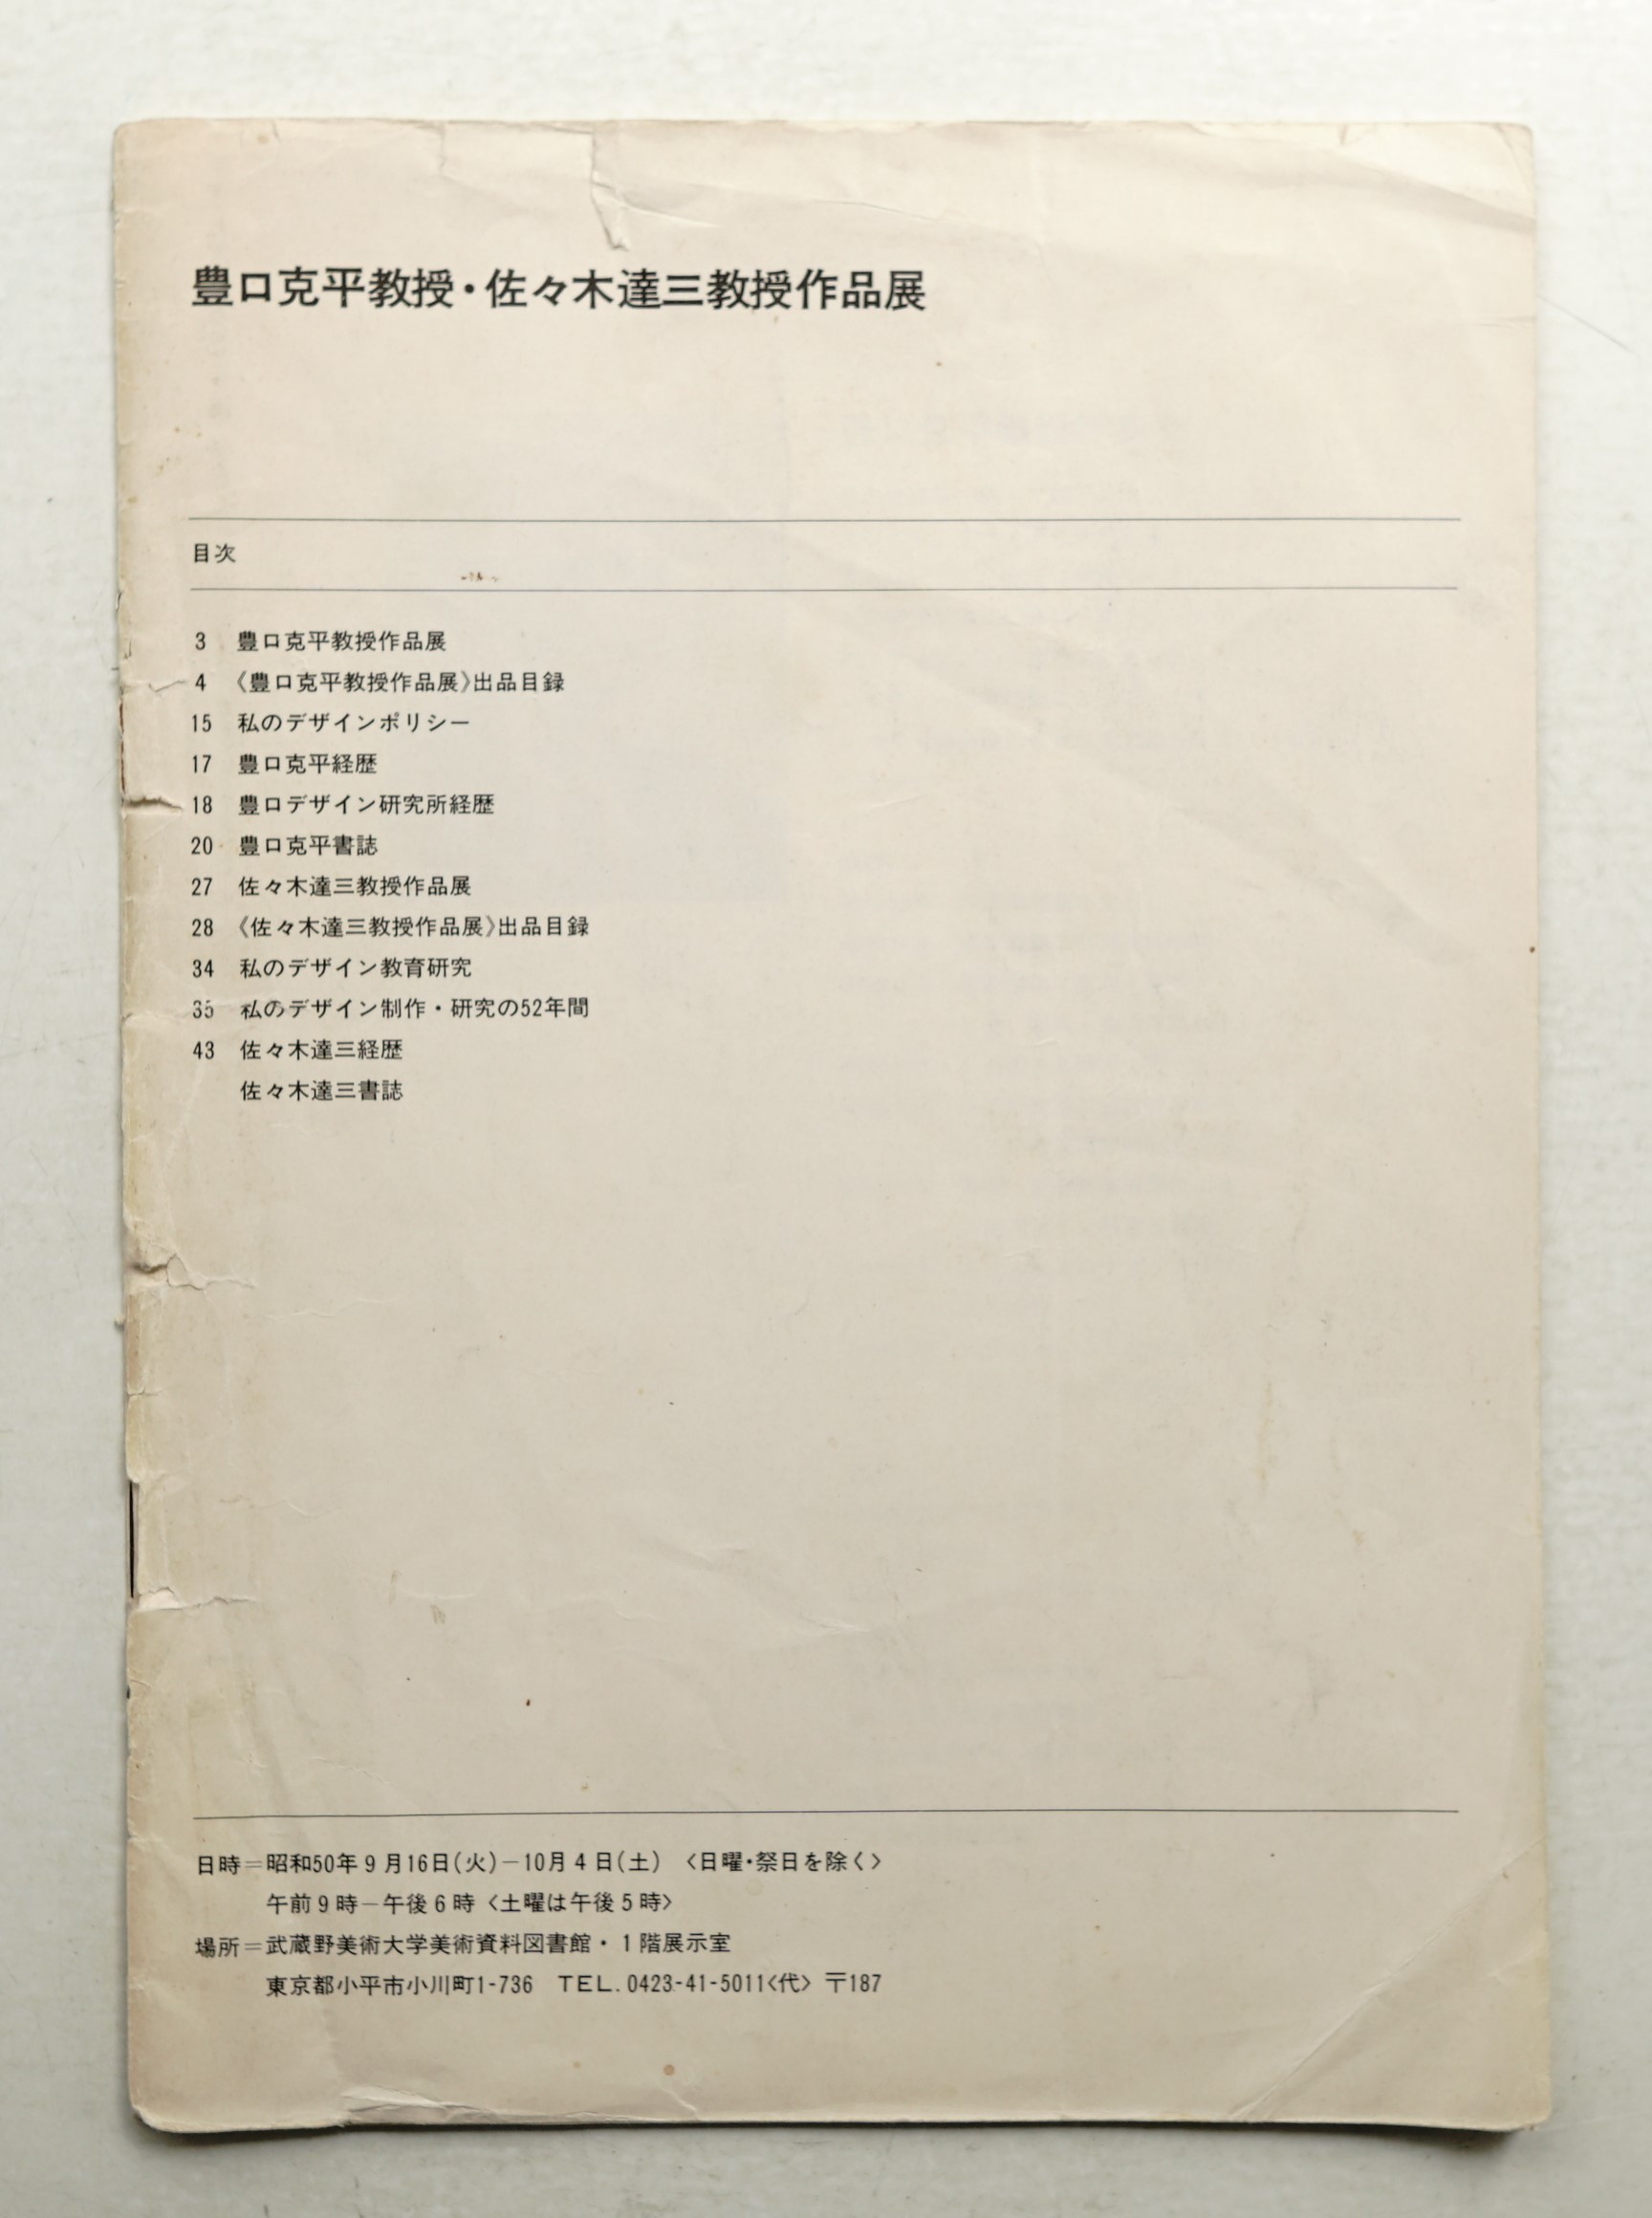 豊口克平教授・佐々木達三教授作品展
目次
3 豊口克平教授作品展
4 《豊口克平教授作品展》出品目録
15 私のデザインポリシー
17 豊口克平経歴
18 豊口デザイン研究所経歴
20 豊口克平書誌
27 佐々木達三教授作品展
28 《佐々木達三教授作品展》出品目録
34 私のデザイン教育研究
35 私のデザイン制作・研究の52年間
43 佐々木達三経歴
佐々木達三書誌
日時＝昭和50年9月16日(火)－10月4日(土) 〈日曜・祭日を除く〉
午前9時－午後6時〈土曜は午後5時〉
場所＝武蔵野美術大学美術資料図書館・1階展示室
東京都小平市小川町1-736 TEL. 0423-41-5011〈代〉 〒187